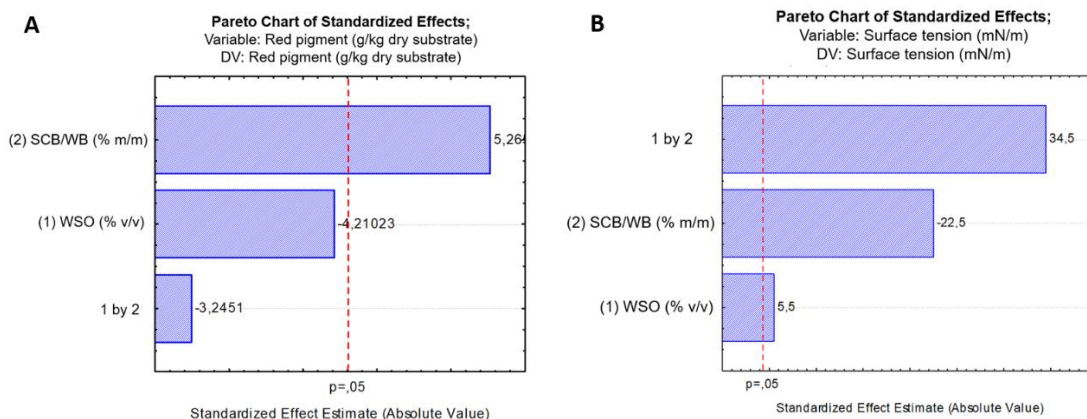 A
Pareto Chart of Standardized Effects;
Variable: Red pigment (g/kg dry substrate)
DV: Red pigment (g/kg dry substrate)
(2) SCB/WB (% m/m)
(1) WSO (% v/v)
-4,21023
1 by 2
-3,2451
p=,05
Standardized Effect Estimate (Absolute Value)
B
Pareto Chart of Standardized Effects;
Variable: Surface tension (mN/m)
DV: Surface tension (mN/m)
1 by 2
34,5
(2) SCB/WB (% m/m)
-22,5
(1) WSO (% v/v)
5,5
p=,05
Standardized Effect Estimate (Absolute Value)